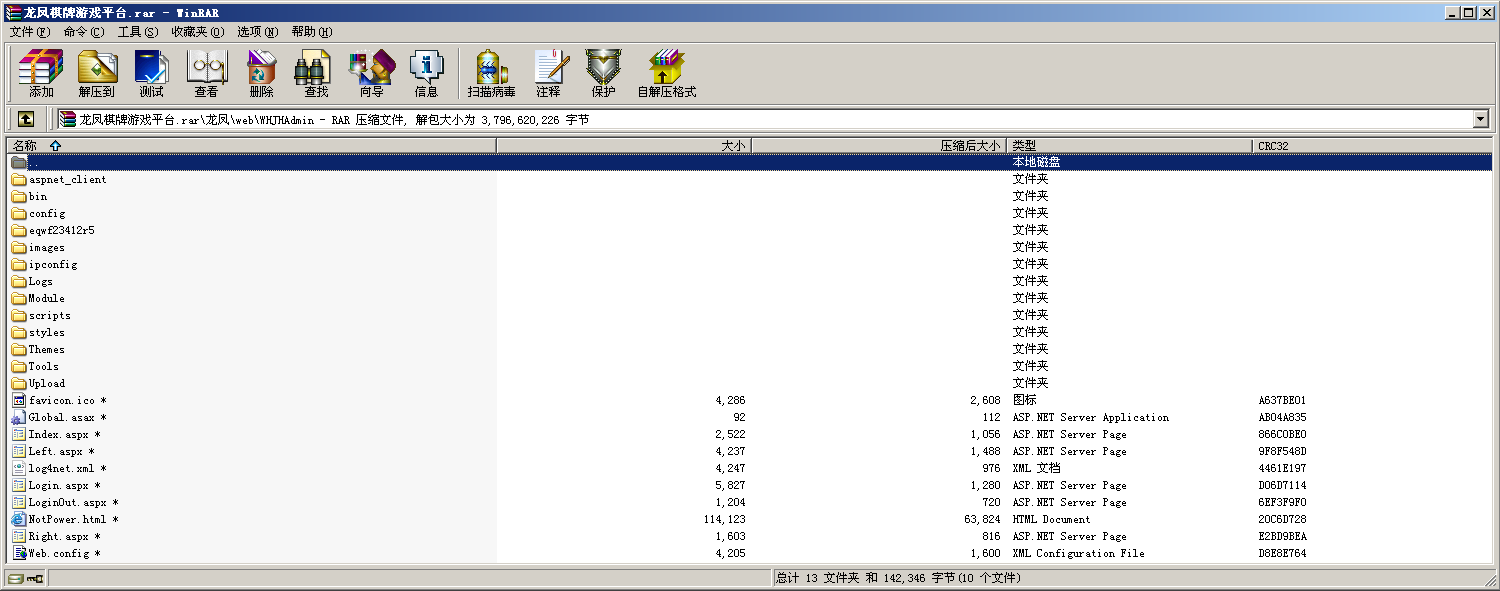 龙凤棋牌游戏平台.rar - WinRAR
文件(F) 命令(C) 工具(S) 收藏夹(O) 选项(N) 帮助(H)
添加 解压到 测试 查看 删除 查找 向导 信息 扫描病毒 注释 保护 自解压格式
龙凤棋牌游戏平台.rar\龙凤\web\WHJHAdmin - RAR 压缩文件, 解包大小为 3,796,620,226 字节
名称 大小 压缩后大小 类型 CRC32
.. 本地磁盘
aspnet_client 文件夹
bin 文件夹
config 文件夹
eqwf23412r5 文件夹
images 文件夹
ipconfig 文件夹
Logs 文件夹
Module 文件夹
scripts 文件夹
styles 文件夹
Themes 文件夹
Tools 文件夹
Upload 文件夹
favicon.ico * 4,286 2,608 图标 A637BE01
Global.asax * 92 112 ASP.NET Server Application AB04A835
Index.aspx * 2,522 1,056 ASP.NET Server Page 866C0BE0
Left.aspx * 4,237 1,488 ASP.NET Server Page 9F8F548D
log4net.xml * 4,247 976 XML 文档 4461E197
Login.aspx * 5,827 1,280 ASP.NET Server Page D06D7114
LoginOut.aspx * 1,204 720 ASP.NET Server Page 6EF3F9F0
NotPower.html * 114,123 63,824 HTML Document 20C6D728
Right.aspx * 1,603 816 ASP.NET Server Page E2BD9BEA
Web.config * 4,205 1,600 XML Configuration File D8E8E764
总计 13 文件夹 和 142,346 字节(10 个文件)